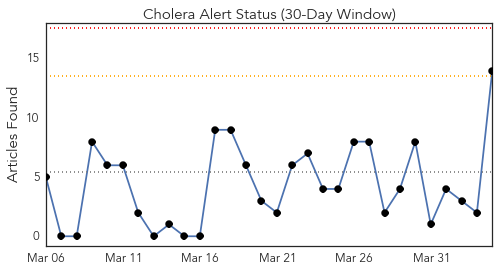 Cholera Alert Status (30-Day Window)
Articles Found
15
10
5
0
Mar 06 Mar 11 Mar 16 Mar 21 Mar 26 Mar 31